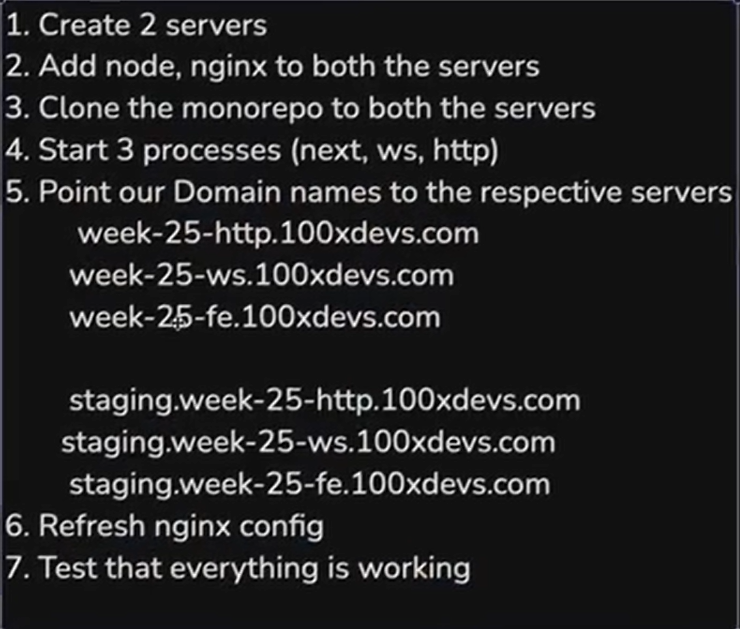 1. Create 2 servers
2. Add node, nginx to both the servers
3. Clone the monorepo to both the servers
4. Start 3 processes (next, ws, http)
5. Point our Domain names to the respective servers
week-25-http.100xdevs.com
week-25-ws.100xdevs.com
week-25-fe.100xdevs.com
staging.week-25-http.100xdevs.com
staging.week-25-ws.100xdevs.com
staging.week-25-fe.100xdevs.com
6. Refresh nginx config
7. Test that everything is working